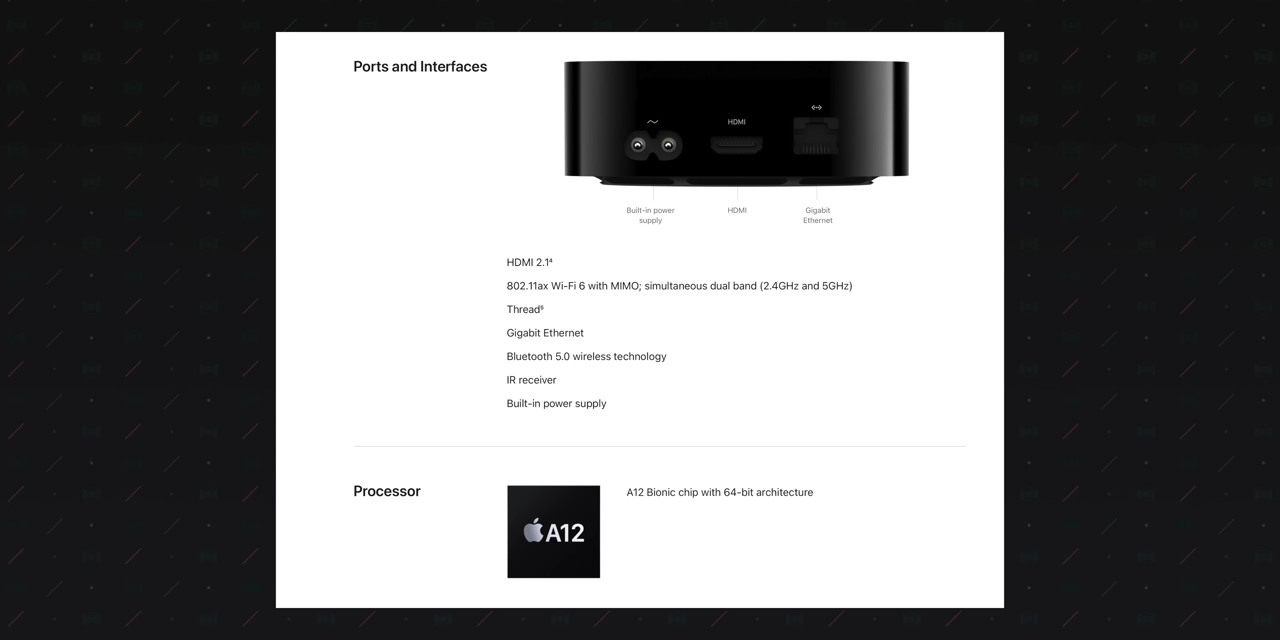 Ports and Interfaces
HDMI
Built-in power
supply
HDMI
Gigabit
Ethernet
HDMI 2.1⁴
802.11ax Wi-Fi 6 with MIMO; simultaneous dual band (2.4GHz and 5GHz)
Thread⁵
Gigabit Ethernet
Bluetooth 5.0 wireless technology
IR receiver
Built-in power supply
Processor
A12
A12 Bionic chip with 64-bit architecture